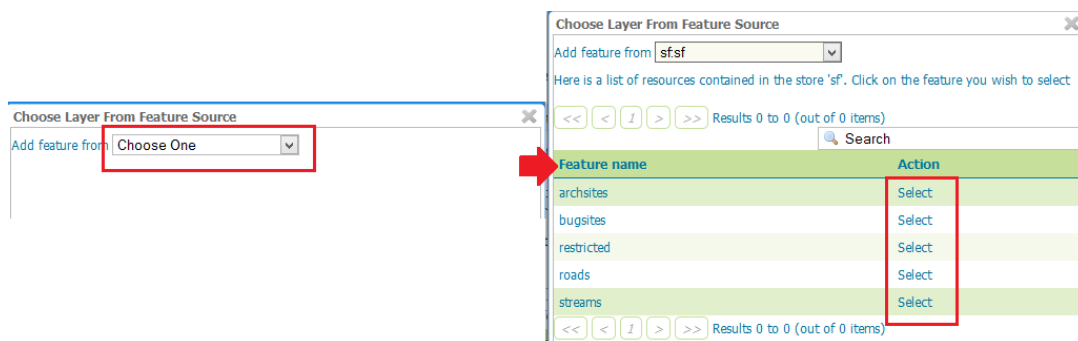 Choose Layer From Feature Source
Add feature from Choose One
Choose Layer From Feature Source
Add feature from sf:sf
Here is a list of resources contained in the store 'sf'. Click on the feature you wish to select
<< < 1 > >> Results 0 to 0 (out of 0 items)
Search
Feature name Action
archsites Select
bugsites Select
restricted Select
roads Select
streams Select
<< < 1 > >> Results 0 to 0 (out of 0 items)